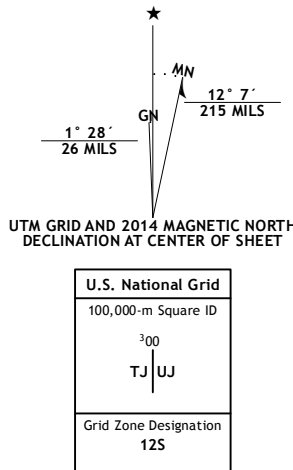 ★
MN
GN
12° 7´
215 MILS
1° 28´
26 MILS
UTM GRID AND 2014 MAGNETIC NORTH
DECLINATION AT CENTER OF SHEET
U.S. National Grid
100,000-m Square ID
³00
TJ UJ
Grid Zone Designation
12S